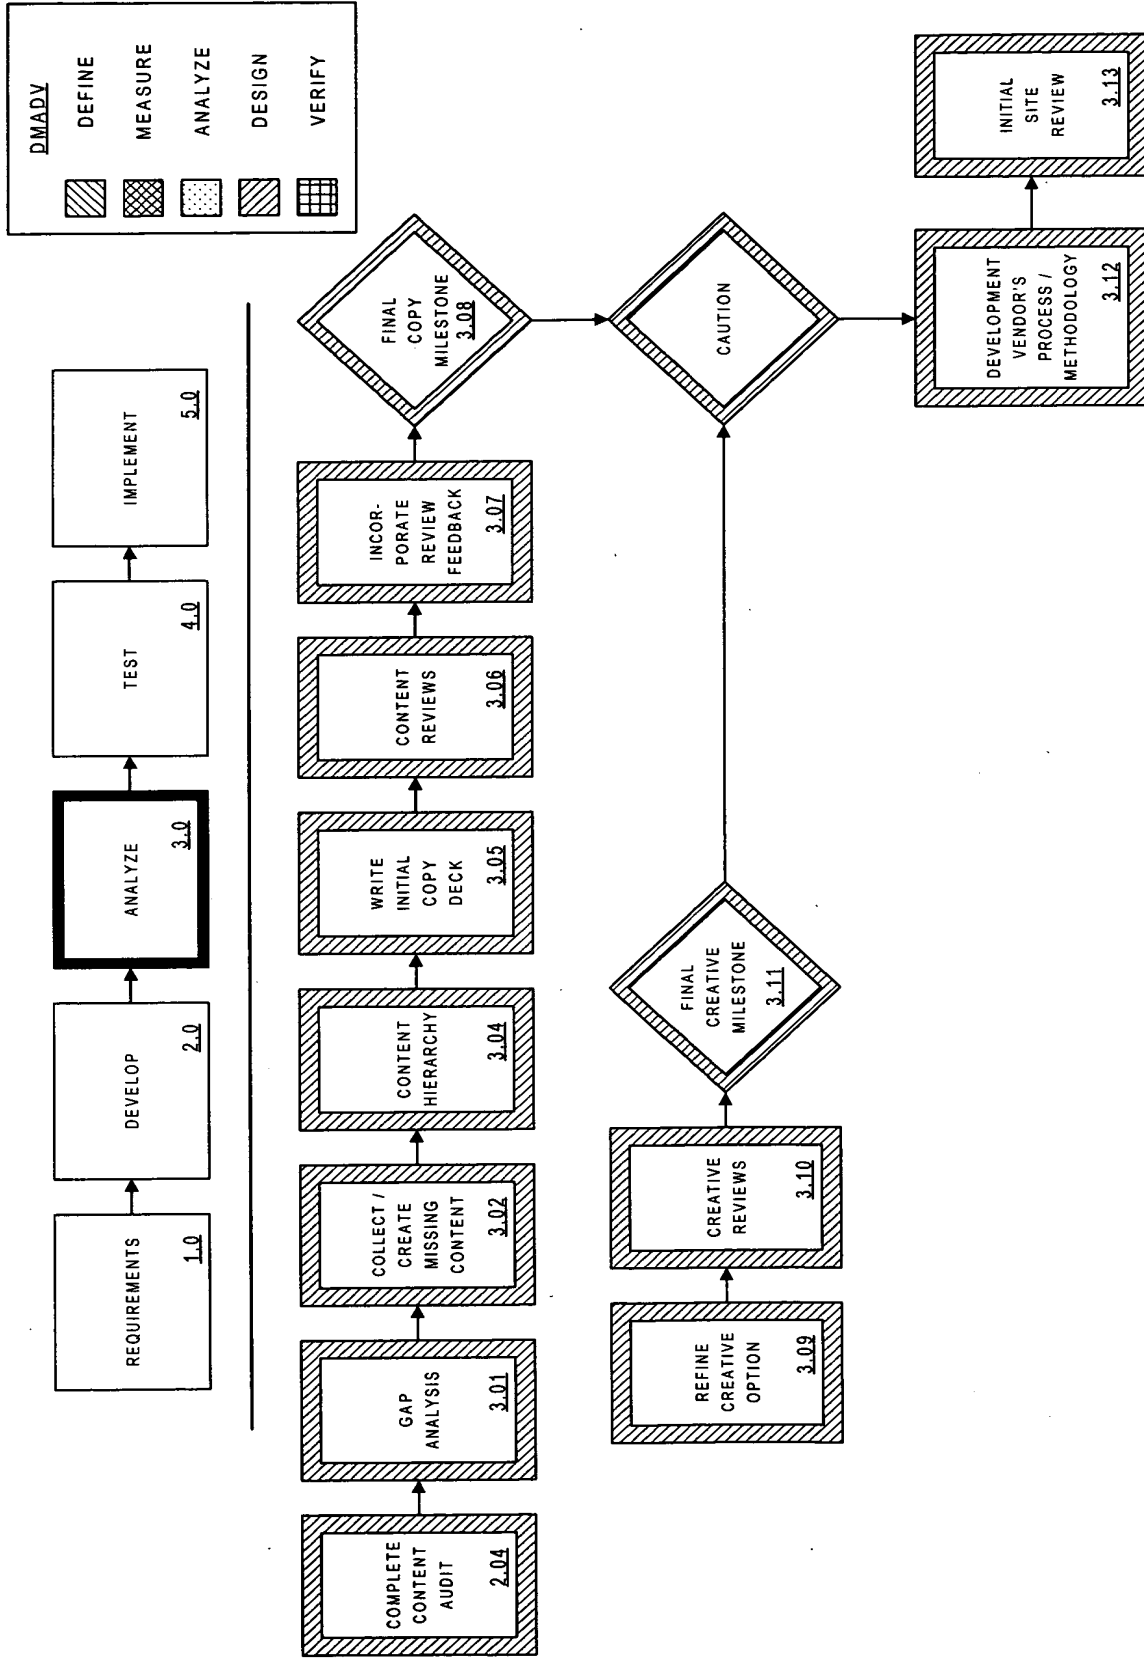 DMADV
DEFINE
MEASURE
ANALYZE
DESIGN
VERIFY
REQUIREMENTS
1.0
DEVELOP
2.0
ANALYZE
3.0
TEST
4.0
IMPLEMENT
5.0
COMPLETE
CONTENT
AUDIT
2.04
GAP
ANALYSIS
3.01
COLLECT /
CREATE
MISSING
CONTENT
3.02
CONTENT
HIERARCHY
3.04
WRITE
INITIAL
COPY
DECK
3.05
CONTENT
REVIEWS
3.06
INCOR-
PORATE
REVIEW
FEEDBACK
3.07
FINAL
COPY
MILESTONE
3.08
REFINE
CREATIVE
OPTION
3.09
CREATIVE
REVIEWS
3.10
FINAL
CREATIVE
MILESTONE
3.11
CAUTION
DEVELOPMENT
VENDOR'S
PROCESS /
METHODOLOGY
3.12
INITIAL
SITE
REVIEW
3.13